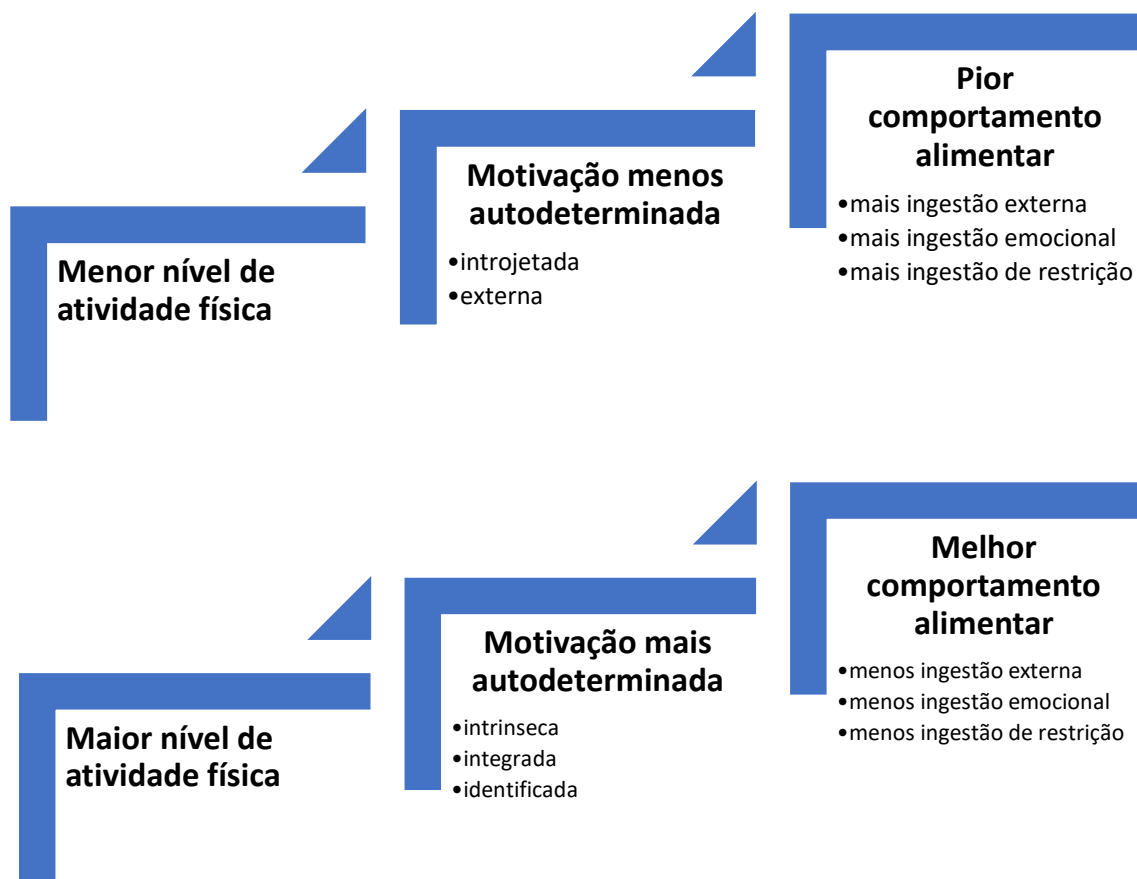 Menor nível de
atividade física
Motivação menos
autodeterminada
•introjetada
•externa
Pior
comportamento
alimentar
•mais ingestão externa
•mais ingestão emocional
•mais ingestão de restrição
Maior nível de
atividade física
Motivação mais
autodeterminada
•intrinseca
•integrada
•identificada
Melhor
comportamento
alimentar
•menos ingestão externa
•menos ingestão emocional
•menos ingestão de restrição